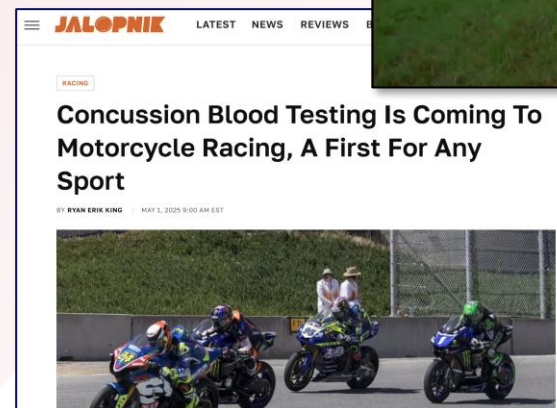 JALOPNIK
LATEST NEWS REVIEWS
RACING
Concussion Blood Testing Is Coming To
Motorcycle Racing, A First For Any
Sport
BY RYAN ERIK KING | MAY 1, 2025 9:00 AM EST